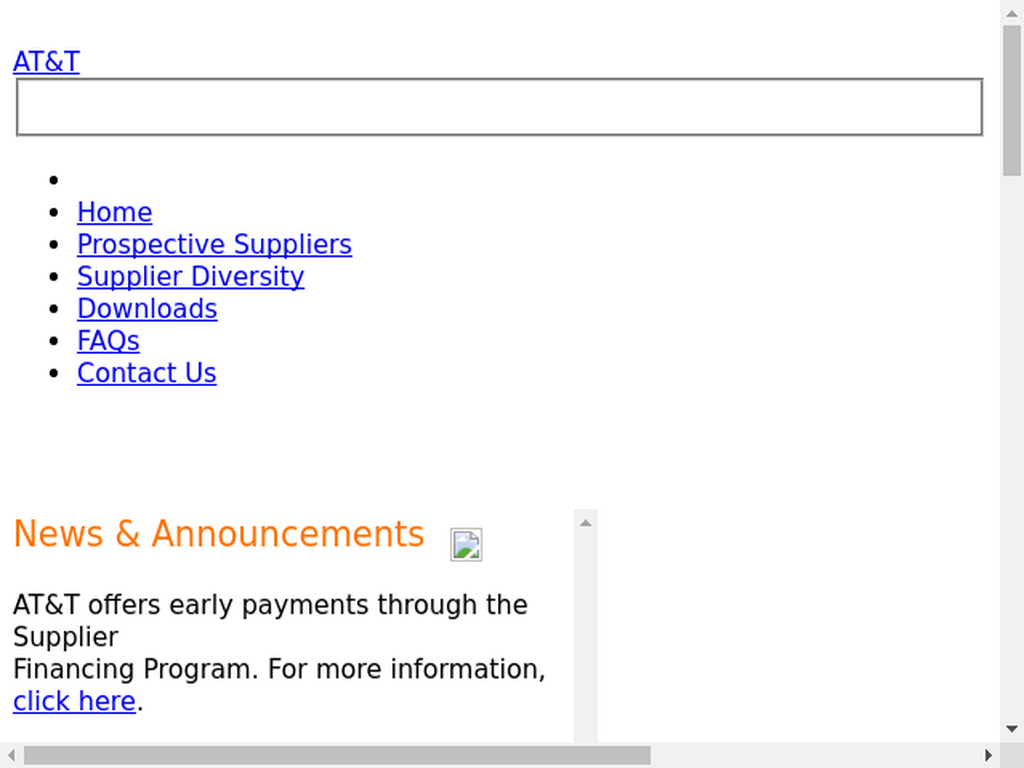 AT&T
Home
Prospective Suppliers
Supplier Diversity
Downloads
FAQs
Contact Us
News & Announcements
AT&T offers early payments through the
Supplier
Financing Program. For more information,
click here.